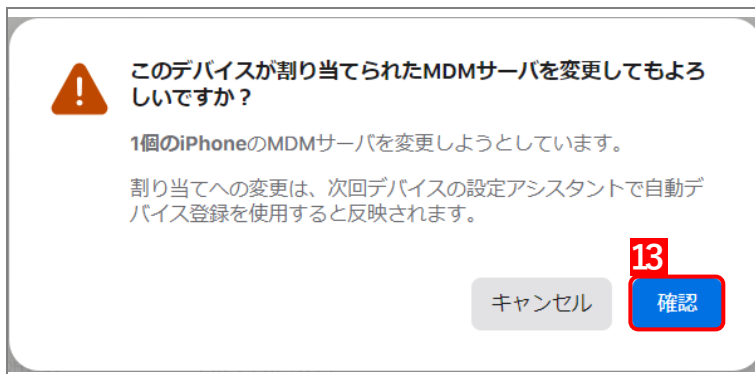 このデバイスが割り当てられたMDMサーバを変更してもよろ
しいですか？
1個のiPhoneのMDMサーバを変更しようとしています。
割り当てへの変更は、次回デバイスの設定アシスタントで自動デ
バイス登録を使用すると反映されます。
13
キャンセル 確認